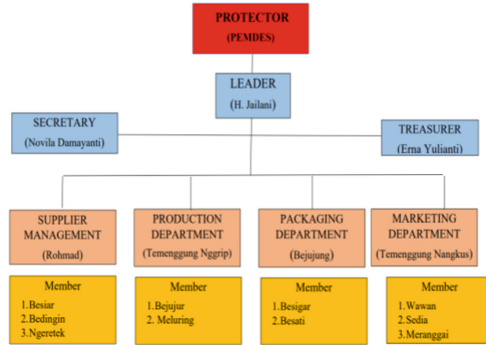 PROTECTOR
(PEMDES)
LEADER
(H. Jailani)
SECRETARY
(Novila Damayanti)
TREASURER
(Erna Yulianti)
SUPPLIER
MANAGEMENT
(Rohmad)
PRODUCTION
DEPARTMENT
(Temenggung Nggrip)
PACKAGING
DEPARTMENT
(Bejujung)
MARKETING
DEPARTMENT
(Temenggung Nangkus)
Member
1.Besiar
2.Bedingin
3.Ngeretek
Member
1.Bejujur
2. Meluring
Member
1.Besigar
2.Besati
Member
1.Wawan
2.Sedia
3.Meranggai